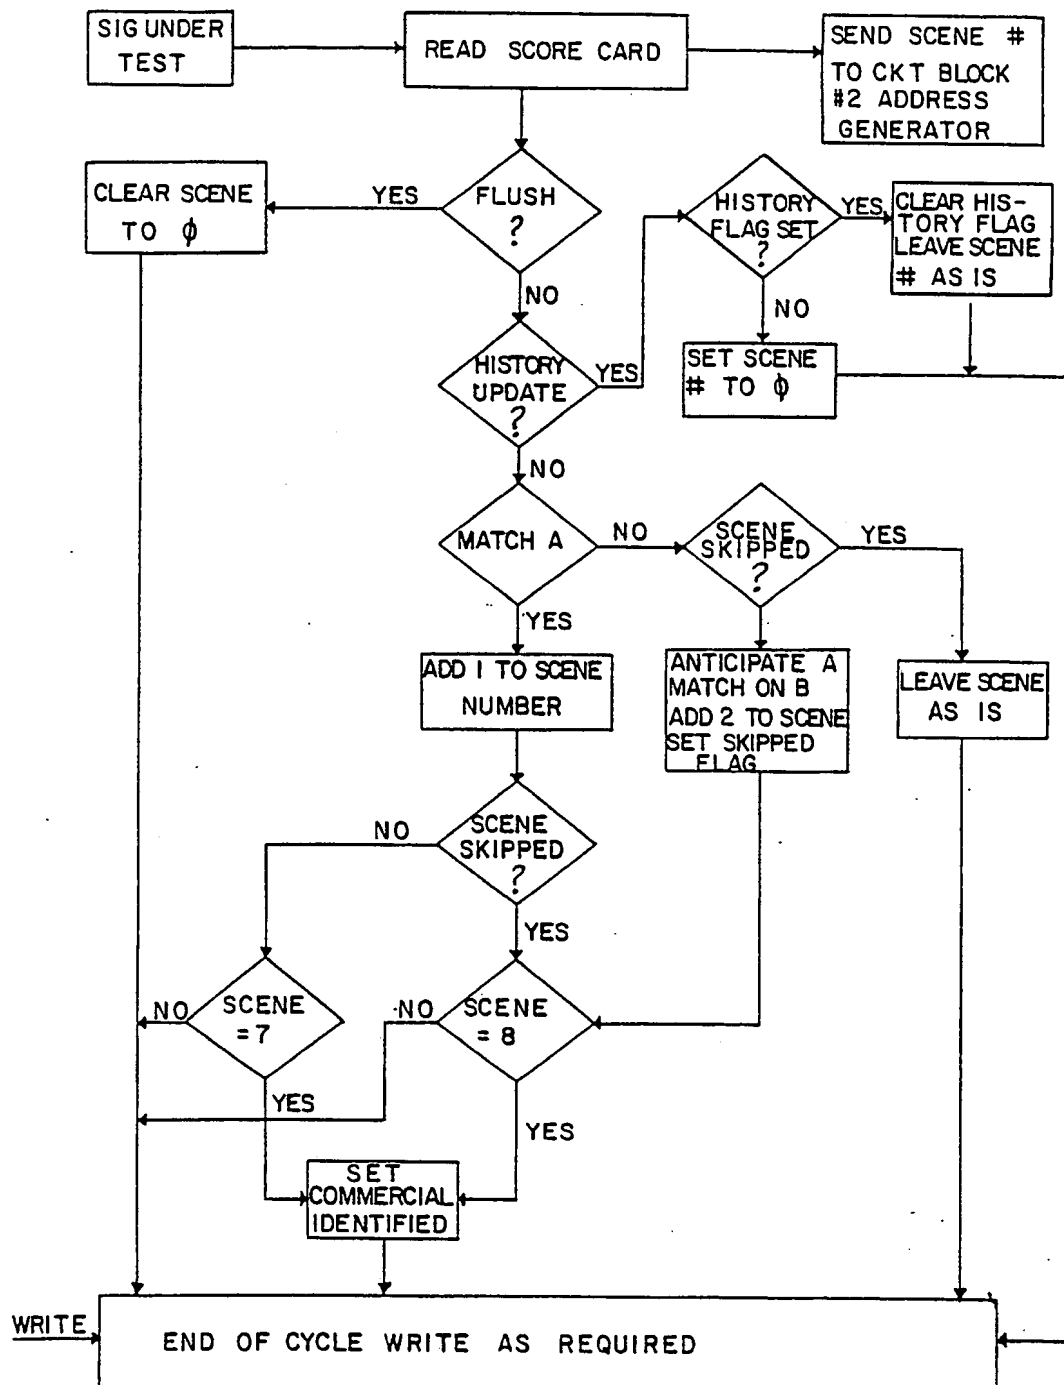 SIG UNDER
TEST
READ SCORE CARD
SEND SCENE #
TO CKT BLOCK
#2 ADDRESS
GENERATOR
CLEAR SCENE
TO ϕ
YES
FLUSH
?
NO
HISTORY
FLAG SET
?
YES
CLEAR HIS-
TORY FLAG
LEAVE SCENE
# AS IS
NO
SET SCENE
# TO ϕ
HISTORY
UPDATE
?
YES
NO
MATCH A
NO
SCENE
SKIPPED
?
YES
YES
ADD 1 TO SCENE
NUMBER
ANTICIPATE A
MATCH ON B
ADD 2 TO SCENE
SET SKIPPED
FLAG
LEAVE SCENE
AS IS
NO
SCENE
SKIPPED
?
YES
NO
SCENE
=7
NO
SCENE
=8
YES
YES
SET
COMMERCIAL
IDENTIFIED
WRITE
END OF CYCLE WRITE AS REQUIRED